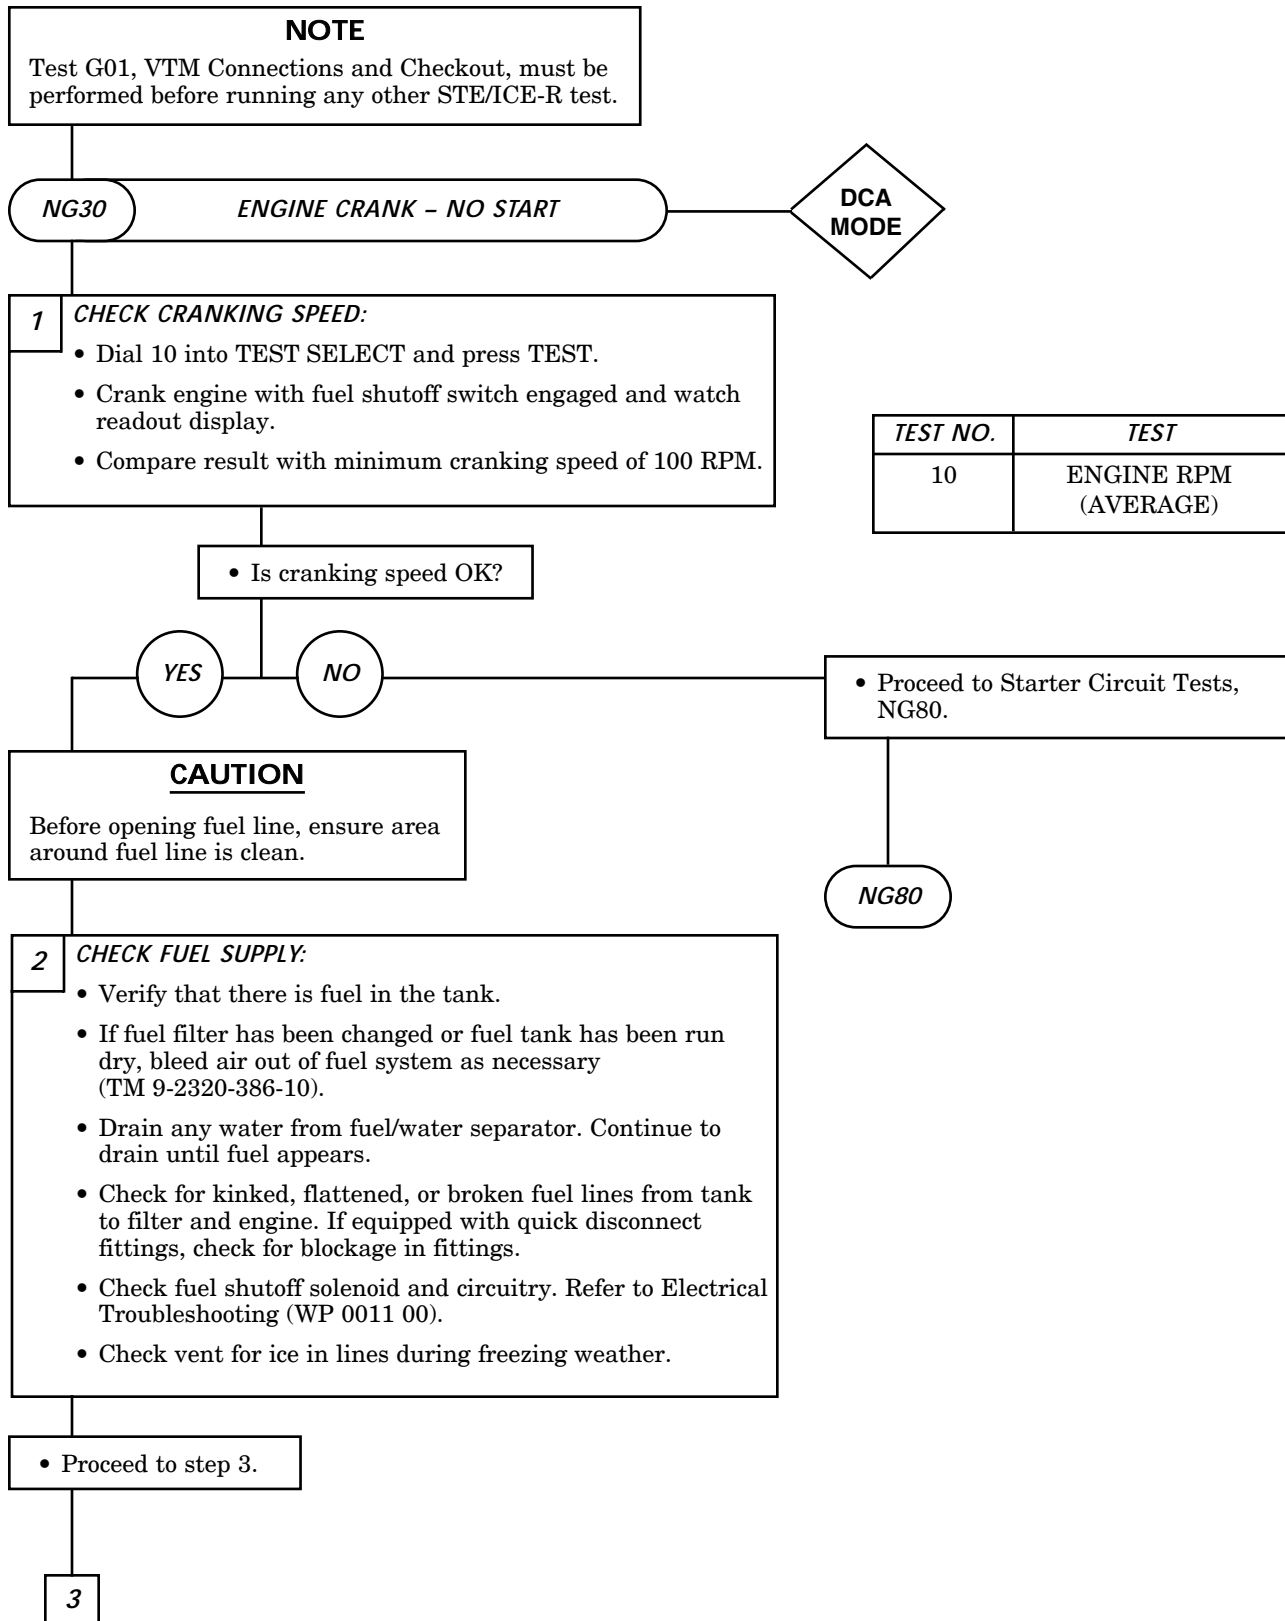 NOTE
Test G01, VTM Connections and Checkout, must be
performed before running any other STE/ICE-R test.
NG30
ENGINE CRANK – NO START
DCA
MODE
1
CHECK CRANKING SPEED:
• Dial 10 into TEST SELECT and press TEST.
• Crank engine with fuel shutoff switch engaged and watch
readout display.
• Compare result with minimum cranking speed of 100 RPM.
TEST NO.
TEST
10
ENGINE RPM
(AVERAGE)
• Is cranking speed OK?
YES
NO
• Proceed to Starter Circuit Tests,
NG80.
NG80
CAUTION
Before opening fuel line, ensure area
around fuel line is clean.
2
CHECK FUEL SUPPLY:
• Verify that there is fuel in the tank.
• If fuel filter has been changed or fuel tank has been run
dry, bleed air out of fuel system as necessary
(TM 9-2320-386-10).
• Drain any water from fuel/water separator. Continue to
drain until fuel appears.
• Check for kinked, flattened, or broken fuel lines from tank
to filter and engine. If equipped with quick disconnect
fittings, check for blockage in fittings.
• Check fuel shutoff solenoid and circuitry. Refer to Electrical
Troubleshooting (WP 0011 00).
• Check vent for ice in lines during freezing weather.
• Proceed to step 3.
3